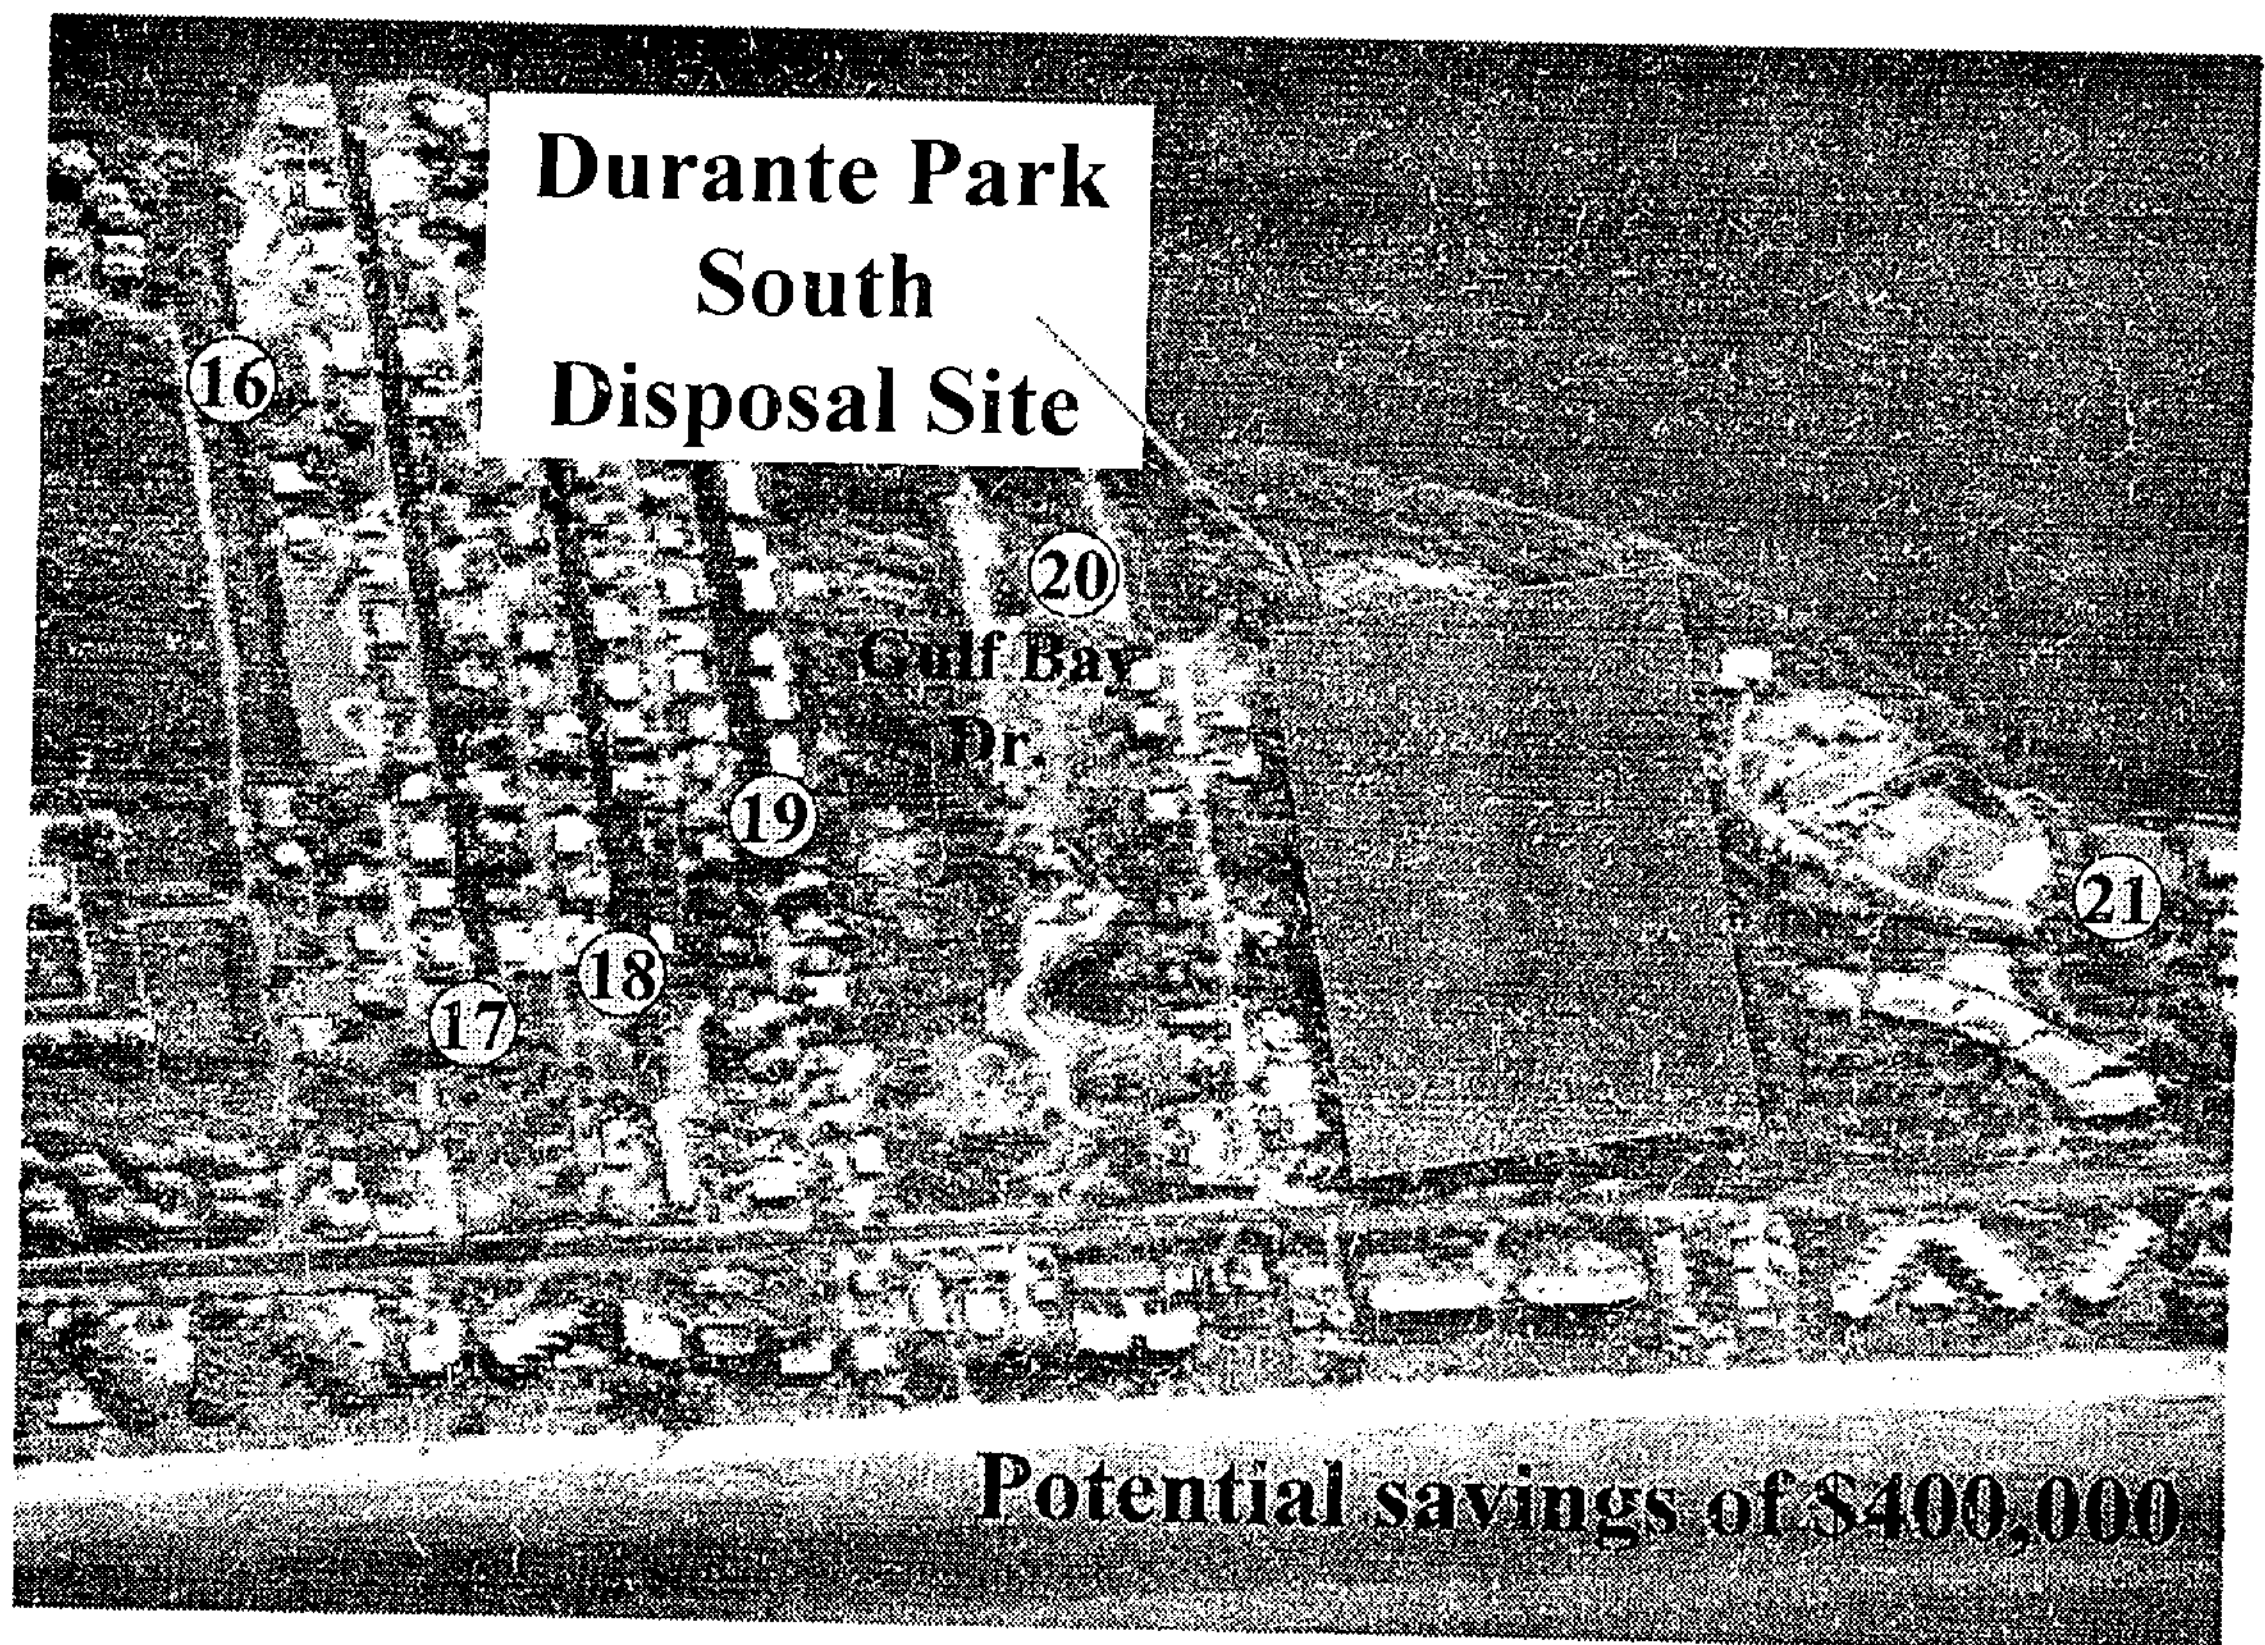 Durante Park
South
Disposal Site
16
20
Gulf Bay
Dr.
19
21
18
17
Potential savings of $400,000